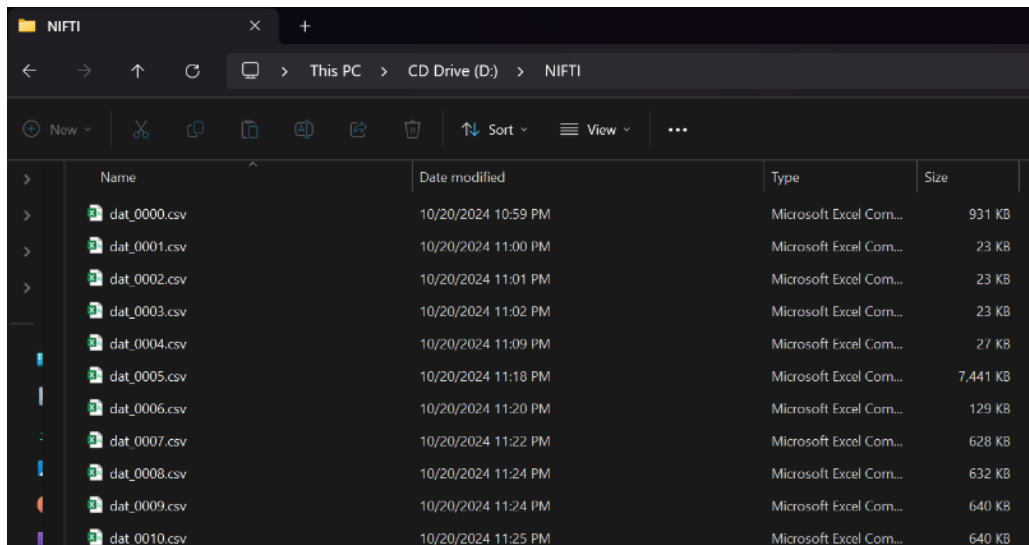 NIFTI
This PC > CD Drive (D:) > NIFTI
New Sort View
Name Date modified Type Size
dat_0000.csv 10/20/2024 10:59 PM Microsoft Excel Com... 931 KB
dat_0001.csv 10/20/2024 11:00 PM Microsoft Excel Com... 23 KB
dat_0002.csv 10/20/2024 11:01 PM Microsoft Excel Com... 23 KB
dat_0003.csv 10/20/2024 11:02 PM Microsoft Excel Com... 23 KB
dat_0004.csv 10/20/2024 11:09 PM Microsoft Excel Com... 27 KB
dat_0005.csv 10/20/2024 11:18 PM Microsoft Excel Com... 7,441 KB
dat_0006.csv 10/20/2024 11:20 PM Microsoft Excel Com... 129 KB
dat_0007.csv 10/20/2024 11:22 PM Microsoft Excel Com... 628 KB
dat_0008.csv 10/20/2024 11:24 PM Microsoft Excel Com... 632 KB
dat_0009.csv 10/20/2024 11:24 PM Microsoft Excel Com... 640 KB
dat_0010.csv 10/20/2024 11:25 PM Microsoft Excel Com... 640 KB